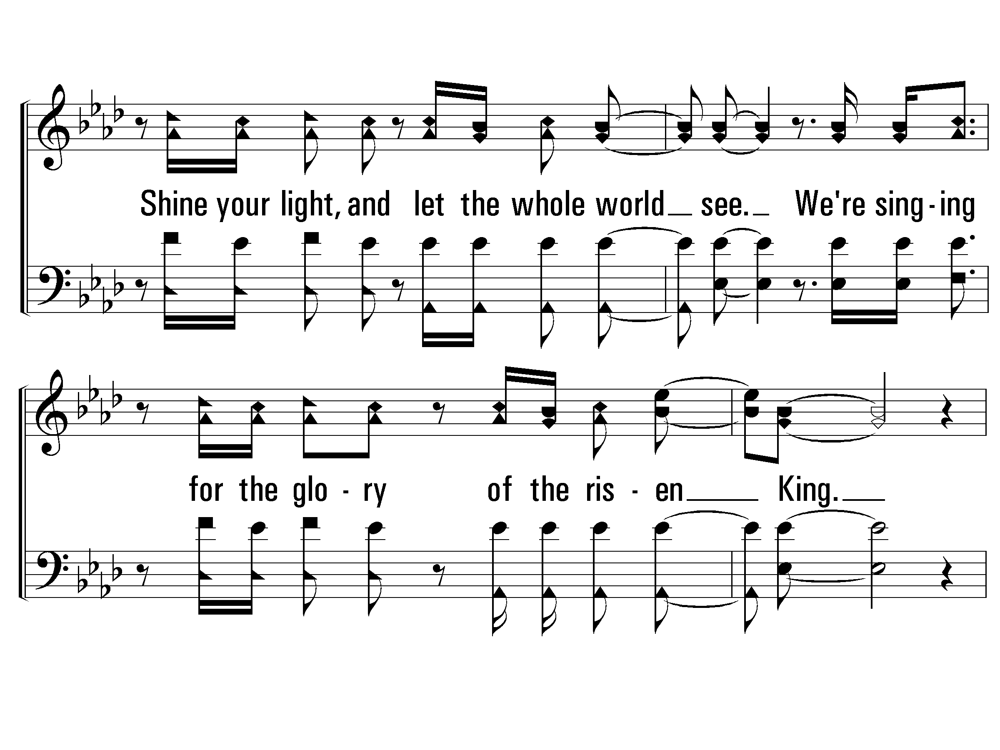 Shine your light, and let the whole world see. We're sing-ing
for the glo-ry of the ris-en King.